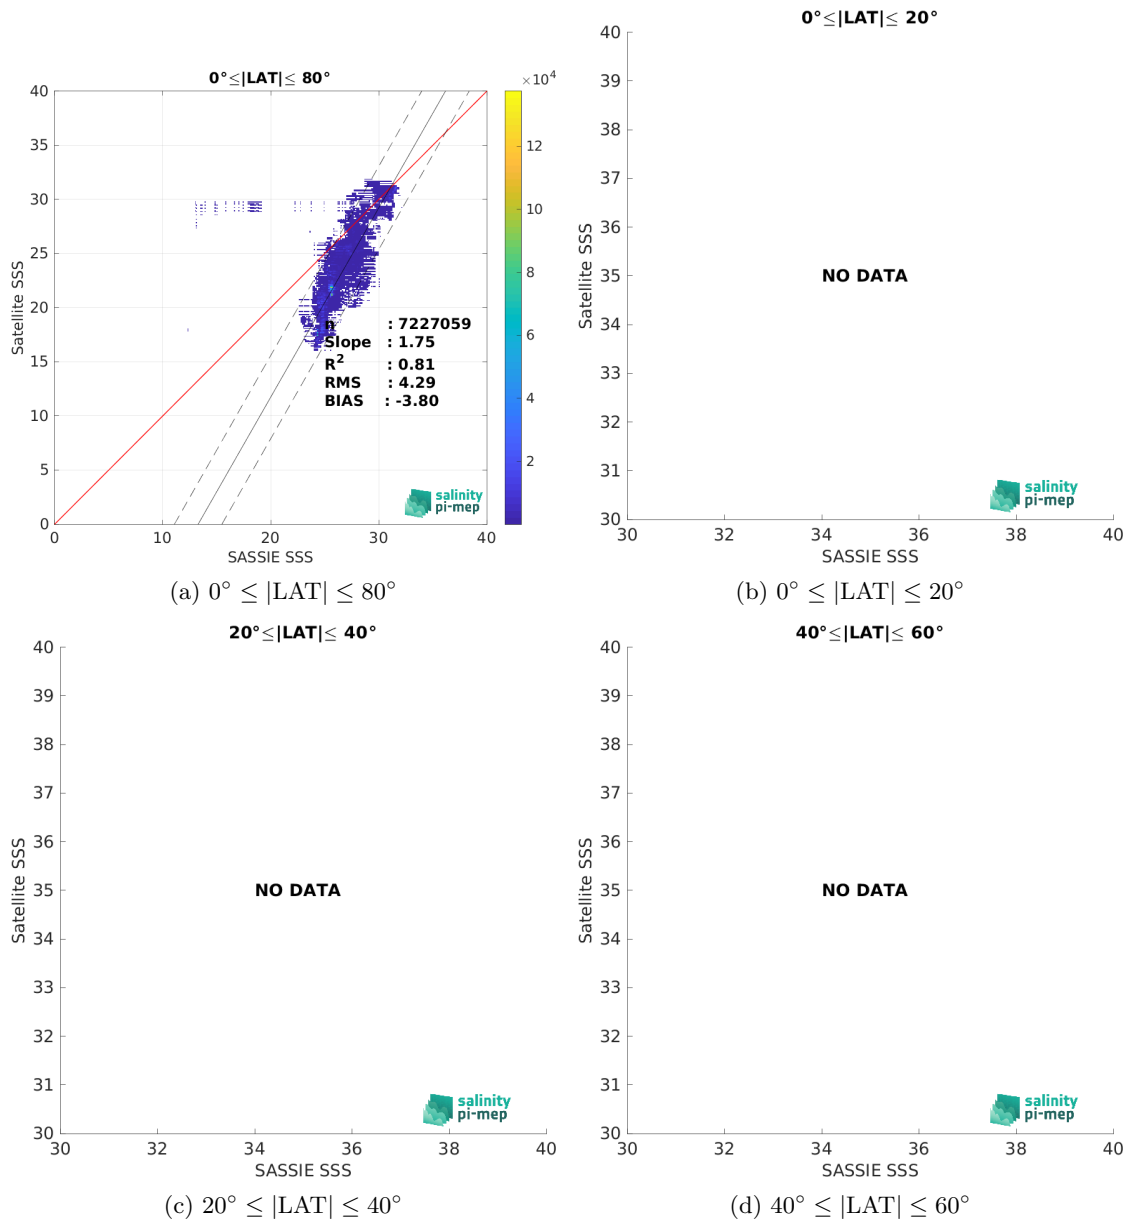 0°≤|LAT|≤ 80°
×10⁴
40
35
30
25
20
15
10
5
0
Satellite SSS
12
10
8
6
4
2
n : 7227059
Slope : 1.75
R² : 0.81
RMS : 4.29
BIAS : -3.80
salinity
pi-mep
0 10 20 30 40
SASSIE SSS
(a) 0° ≤ |LAT| ≤ 80°
0°≤|LAT|≤ 20°
40
39
38
37
36
35
34
33
32
31
30
Satellite SSS
NO DATA
salinity
pi-mep
30 32 34 36 38 40
SASSIE SSS
(b) 0° ≤ |LAT| ≤ 20°
20°≤|LAT|≤ 40°
40
39
38
37
36
35
34
33
32
31
30
Satellite SSS
NO DATA
salinity
pi-mep
30 32 34 36 38 40
SASSIE SSS
(c) 20° ≤ |LAT| ≤ 40°
40°≤|LAT|≤ 60°
40
39
38
37
36
35
34
33
32
31
30
Satellite SSS
NO DATA
salinity
pi-mep
30 32 34 36 38 40
SASSIE SSS
(d) 40° ≤ |LAT| ≤ 60°